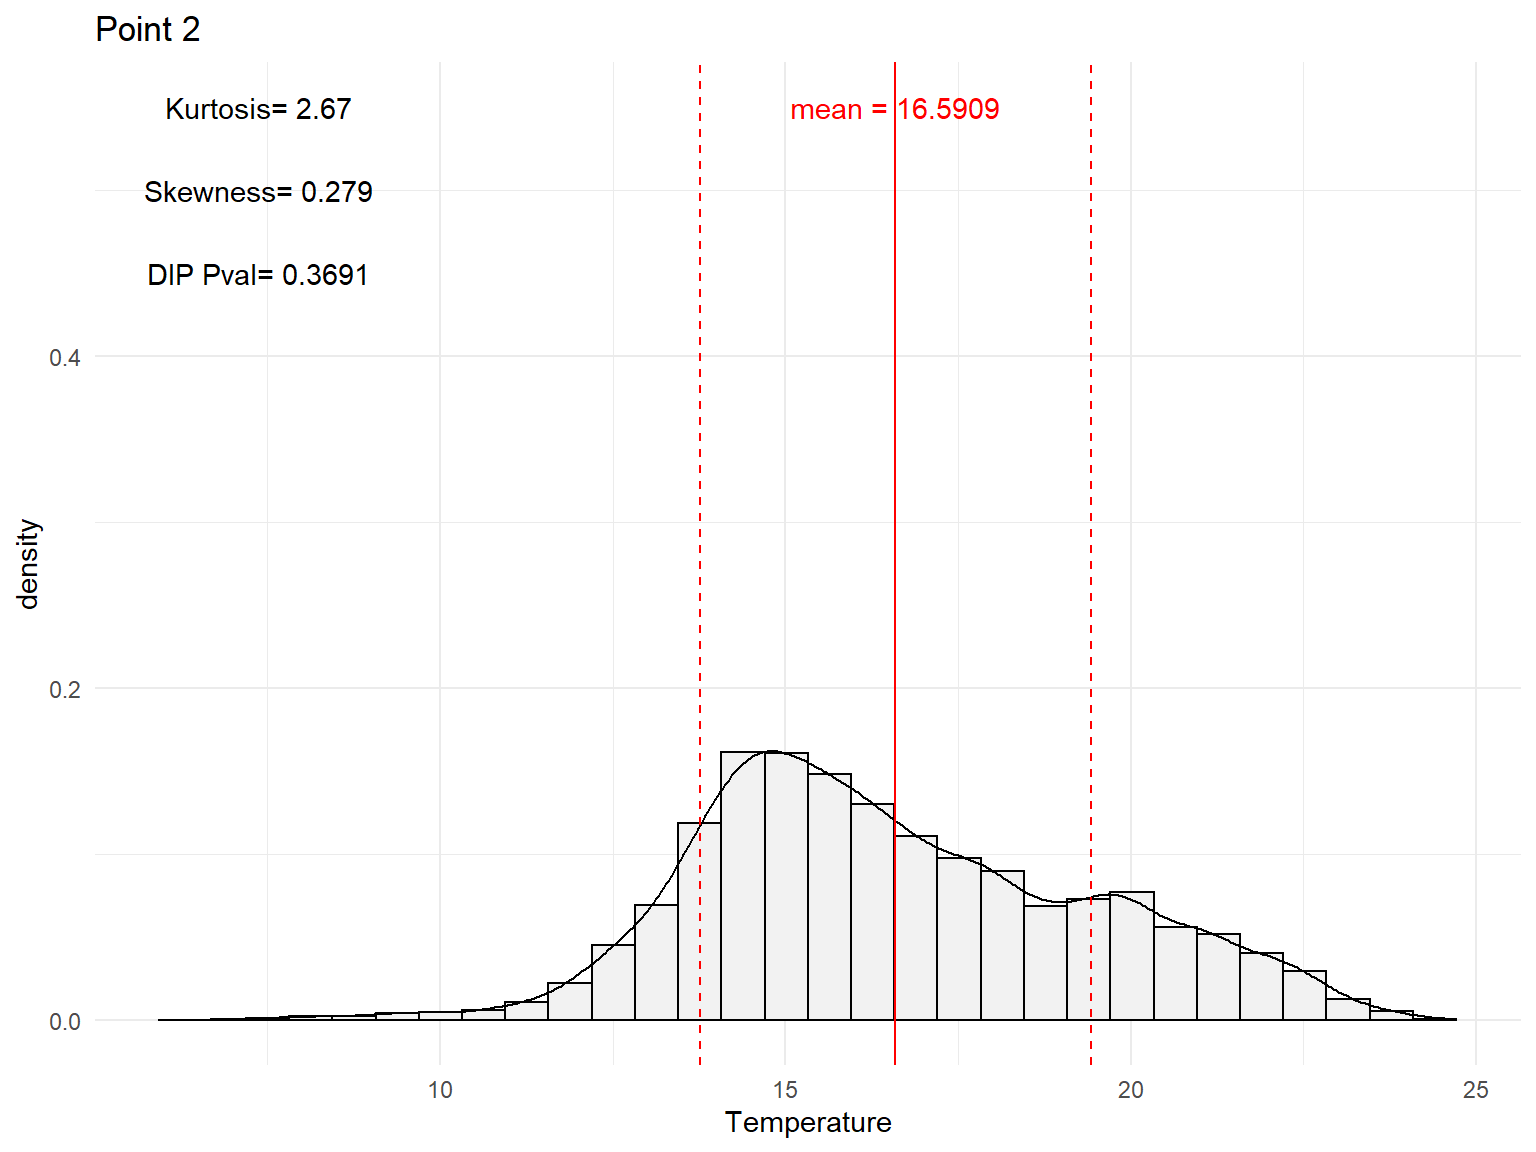 Point 2
Kurtosis= 2.67
mean = 16.5909
Skewness= 0.279
DIP Pval= 0.3691
0.4
0.2
0.0
density
10
15
20
25
Temperature